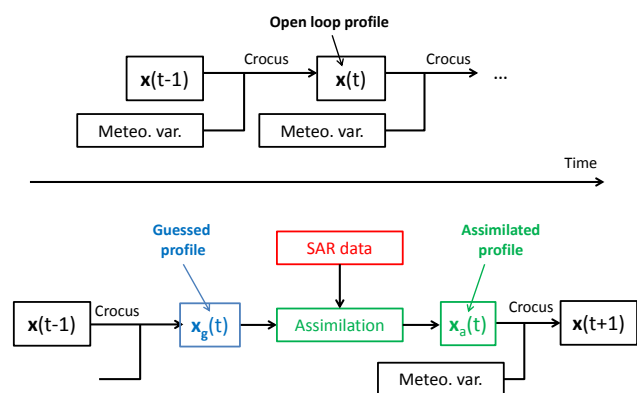 Open loop profile
x(t-1)
Crocus
x(t)
Crocus
...
Meteo. var.
Meteo. var.
Time
Guessed
profile
SAR data
Assimilated
profile
x(t-1)
Crocus
xg(t)
Assimilation
xa(t)
Crocus
x(t+1)
Meteo. var.